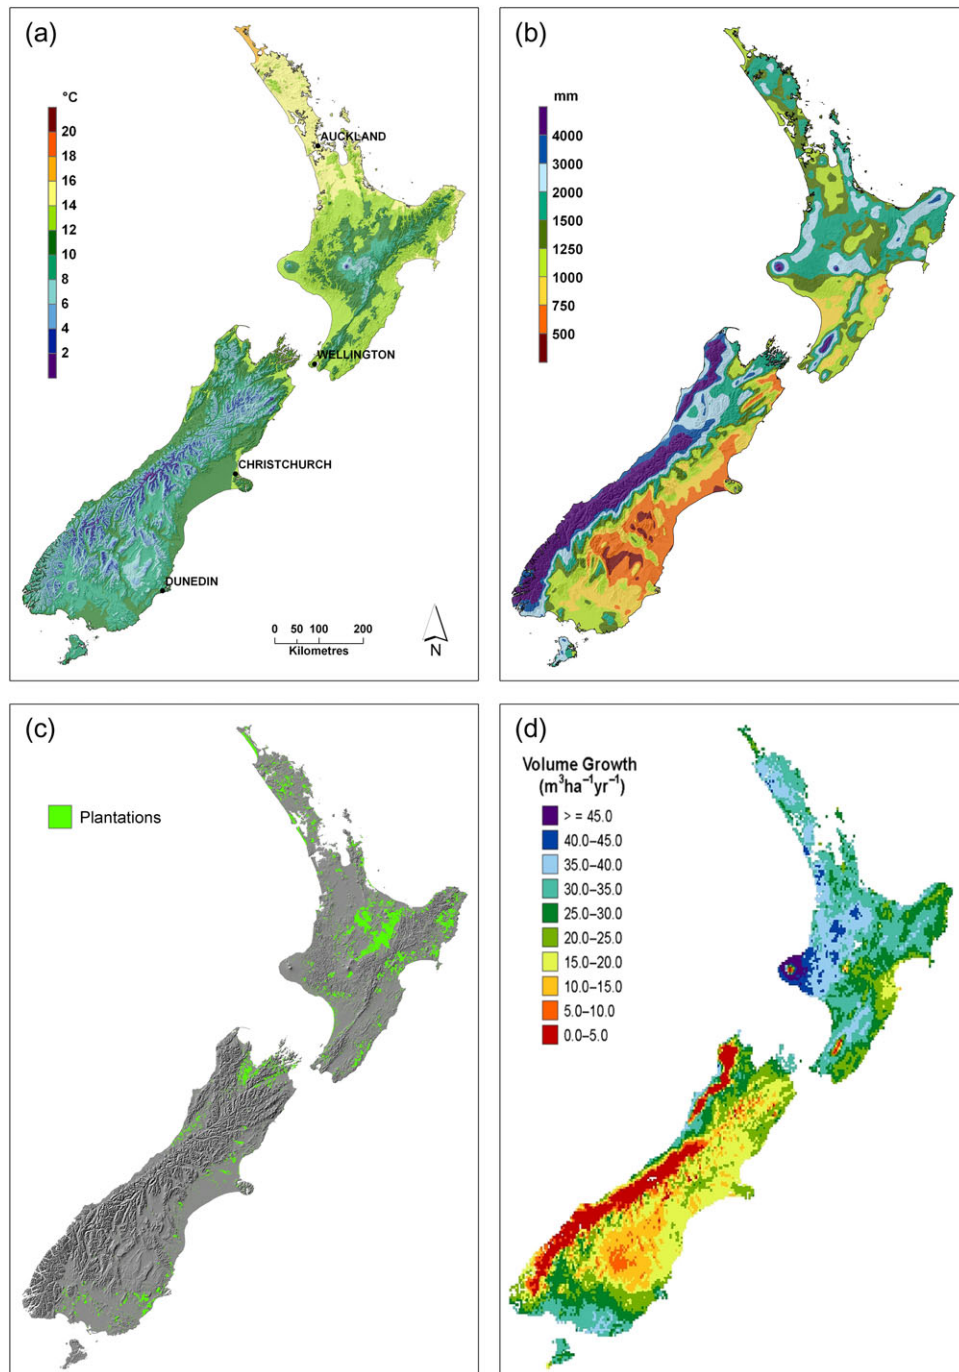 (a)
°C
20
18
16
14
12
10
8
6
4
2
AUCKLAND
WELLINGTON
CHRISTCHURCH
DUNEDIN
0 50 100 200
Kilometres
N
(b)
mm
4000
3000
2000
1500
1250
1000
750
500
(c)
Plantations
(d)
Volume Growth
(m³ha⁻¹yr⁻¹)
> = 45.0
40.0–45.0
35.0–40.0
30.0–35.0
25.0–30.0
20.0–25.0
15.0–20.0
10.0–15.0
5.0–10.0
0.0–5.0